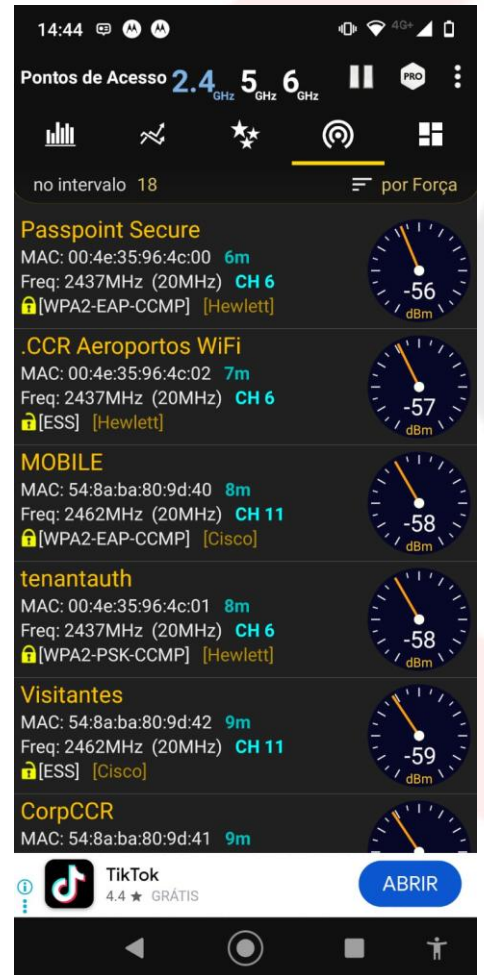 14:44
4G+
Pontos de Acesso 2.4GHz 5GHz 6GHz PRO
no intervalo 18 por Força
Passpoint Secure
MAC: 00:4e:35:96:4c:00 6m
Freq: 2437MHz (20MHz) CH 6
[WPA2-EAP-CCMP] [Hewlett]
-56
dBm
.CCR Aeroportos WiFi
MAC: 00:4e:35:96:4c:02 7m
Freq: 2437MHz (20MHz) CH 6
[ESS] [Hewlett]
-57
dBm
MOBILE
MAC: 54:8a:ba:80:9d:40 8m
Freq: 2462MHz (20MHz) CH 11
[WPA2-EAP-CCMP] [Cisco]
-58
dBm
tenantauth
MAC: 00:4e:35:96:4c:01 8m
Freq: 2437MHz (20MHz) CH 6
[WPA2-PSK-CCMP] [Hewlett]
-58
dBm
Visitantes
MAC: 54:8a:ba:80:9d:42 9m
Freq: 2462MHz (20MHz) CH 11
[ESS] [Cisco]
-59
dBm
CorpCCR
MAC: 54:8a:ba:80:9d:41 9m
TikTok
4.4 ★ GRÁTIS
ABRIR